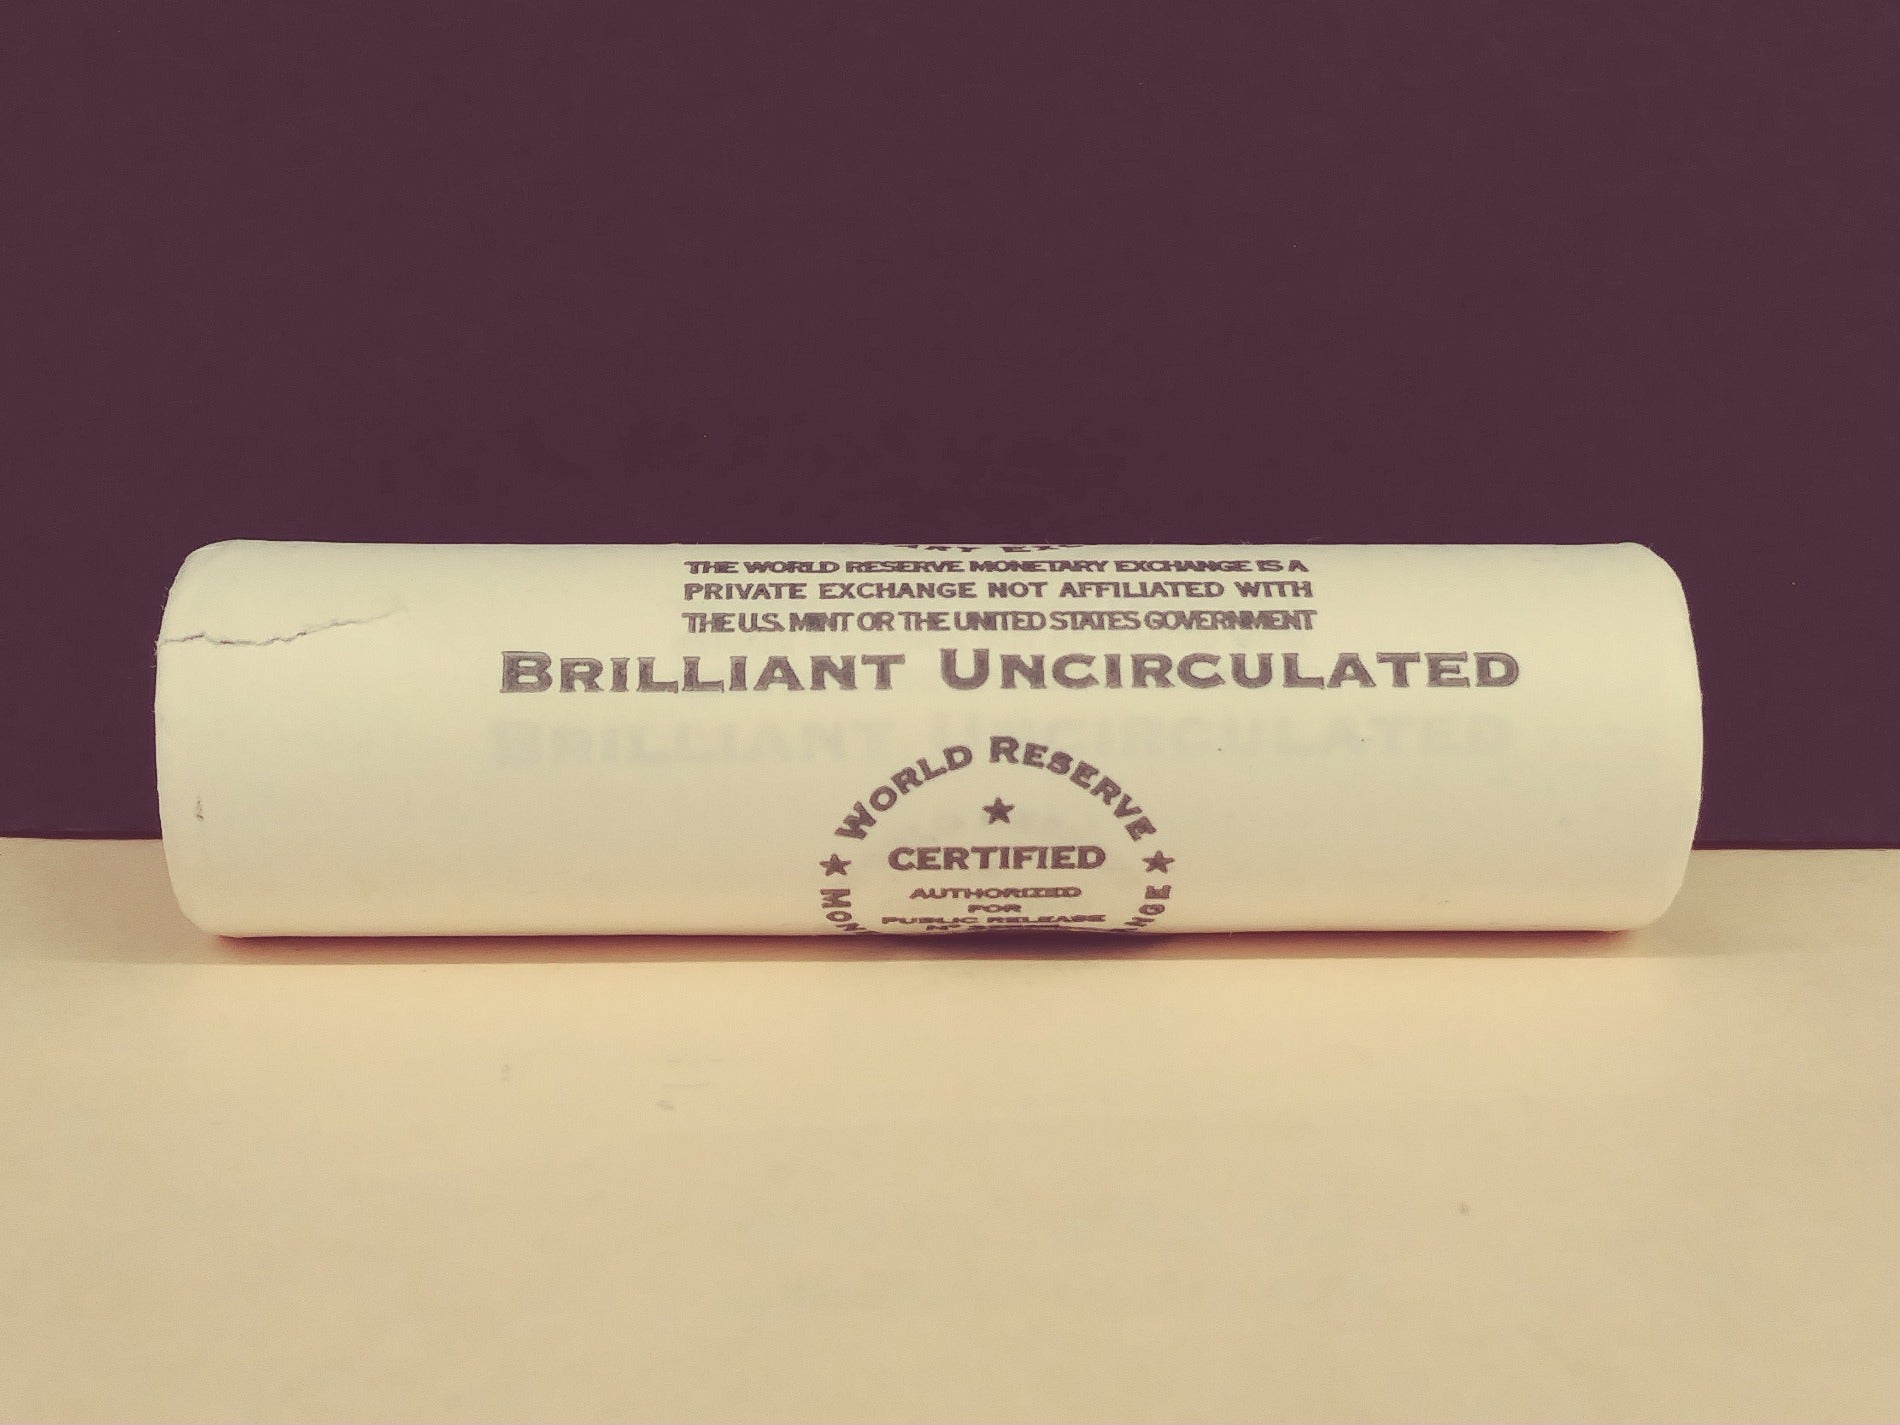 THE WORLD RESERVE MONETARY EXCHANGE IS A
PRIVATE EXCHANGE NOT AFFILIATED WITH
THE U.S. MINT OR THE UNITED STATES GOVERNMENT
BRILLIANT UNCIRCULATED
WORLD RESERVE
CERTIFIED
AUTHORIZED
FOR
PUBLIC RELEASE